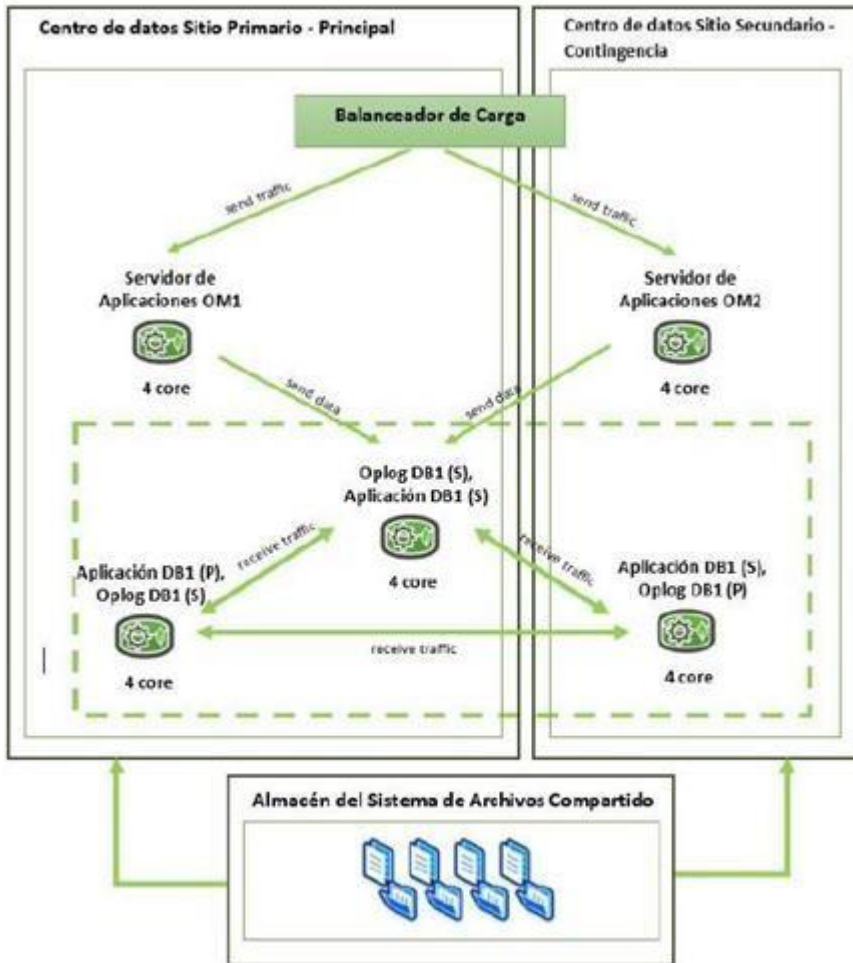 Centro de datos Sitio Primario - Principal
Centro de datos Sitio Secundario -
Contingencia
Balanceador de Carga
send traffic
send traffic
Servidor de
Aplicaciones OM1
4 core
Servidor de
Aplicaciones OM2
4 core
send data
send data
Oplog DB1 (S),
Aplicación DB1 (S)
4 core
receive traffic
receive traffic
Aplicación DB1 (P),
Oplog DB1 (S)
4 core
Aplicación DB1 (S),
Oplog DB1 (P)
4 core
receive traffic
Almacén del Sistema de Archivos Compartido